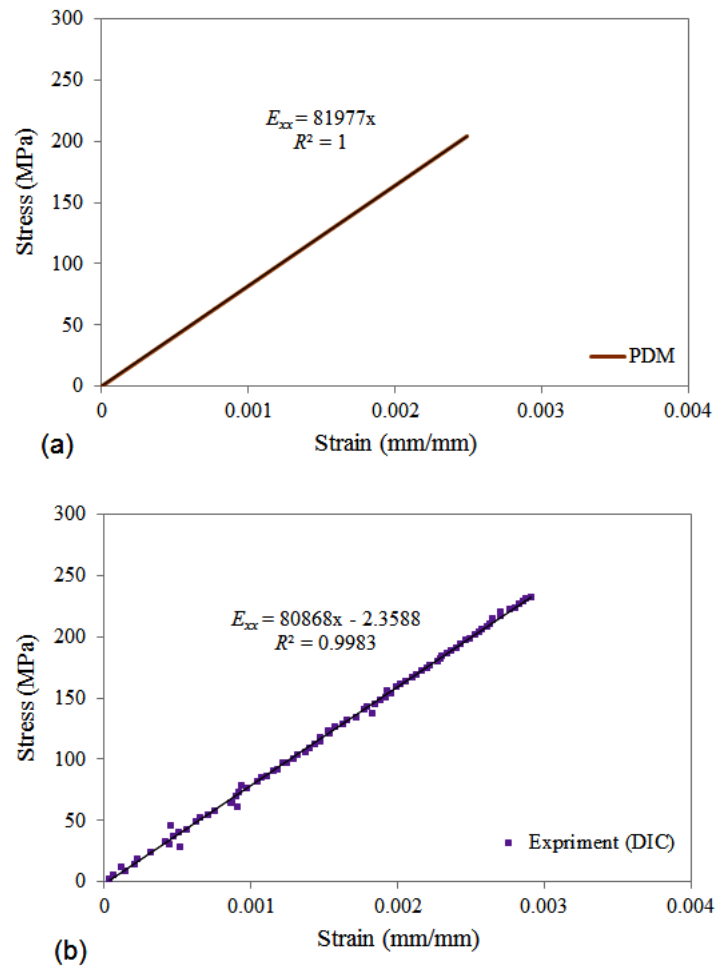 300
250
200
150
100
50
0
Stress (MPa)
E_xx = 81977x
R² = 1
PDM
0 0.001 0.002 0.003 0.004
Strain (mm/mm)
(a)
300
250
200
150
100
50
0
Stress (MPa)
E_xx = 80868x - 2.3588
R² = 0.9983
Expriment (DIC)
0 0.001 0.002 0.003 0.004
Strain (mm/mm)
(b)